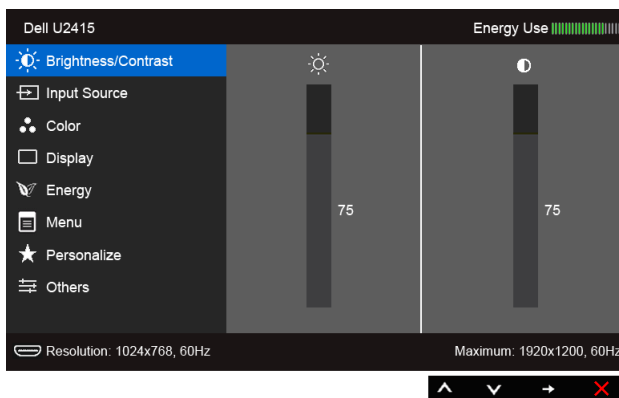 Dell U2415
Energy Use
Brightness/Contrast
Input Source
Color
Display
Energy
Menu
Personalize
Others
75
75
Resolution: 1024x768, 60Hz
Maximum: 1920x1200, 60Hz